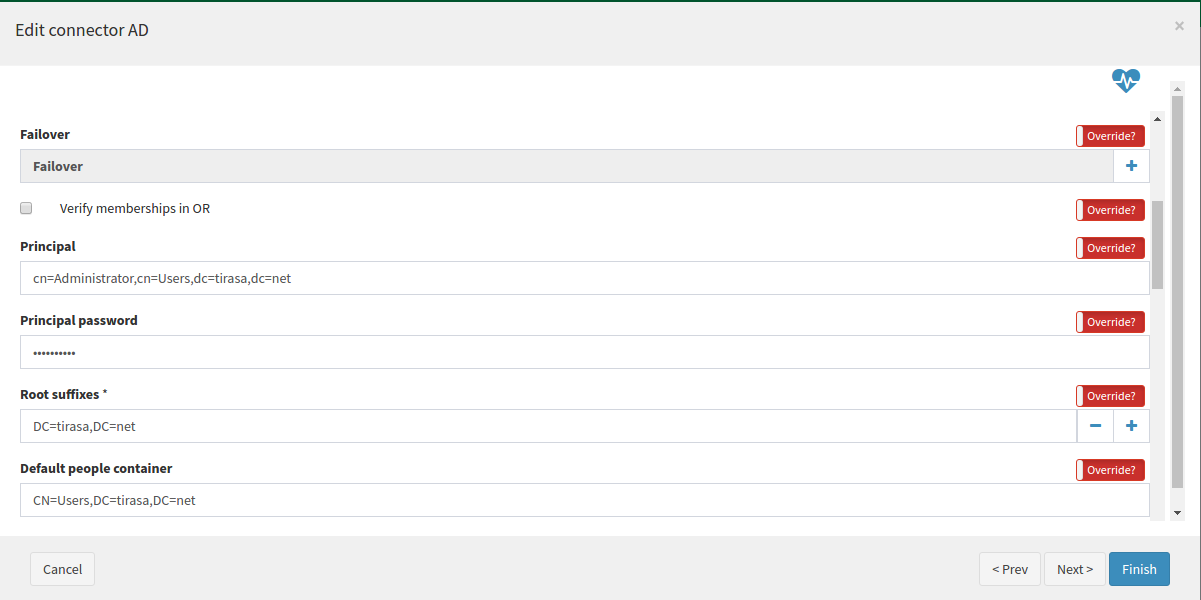 Edit connector AD
×
Failover
Override?
Failover
+
Verify memberships in OR
Override?
Principal
Override?
cn=Administrator,cn=Users,dc=tirasa,dc=net
Principal password
Override?
••••••••••
Root suffixes *
Override?
DC=tirasa,DC=net
− +
Default people container
Override?
CN=Users,DC=tirasa,DC=net
Cancel
< Prev
Next >
Finish